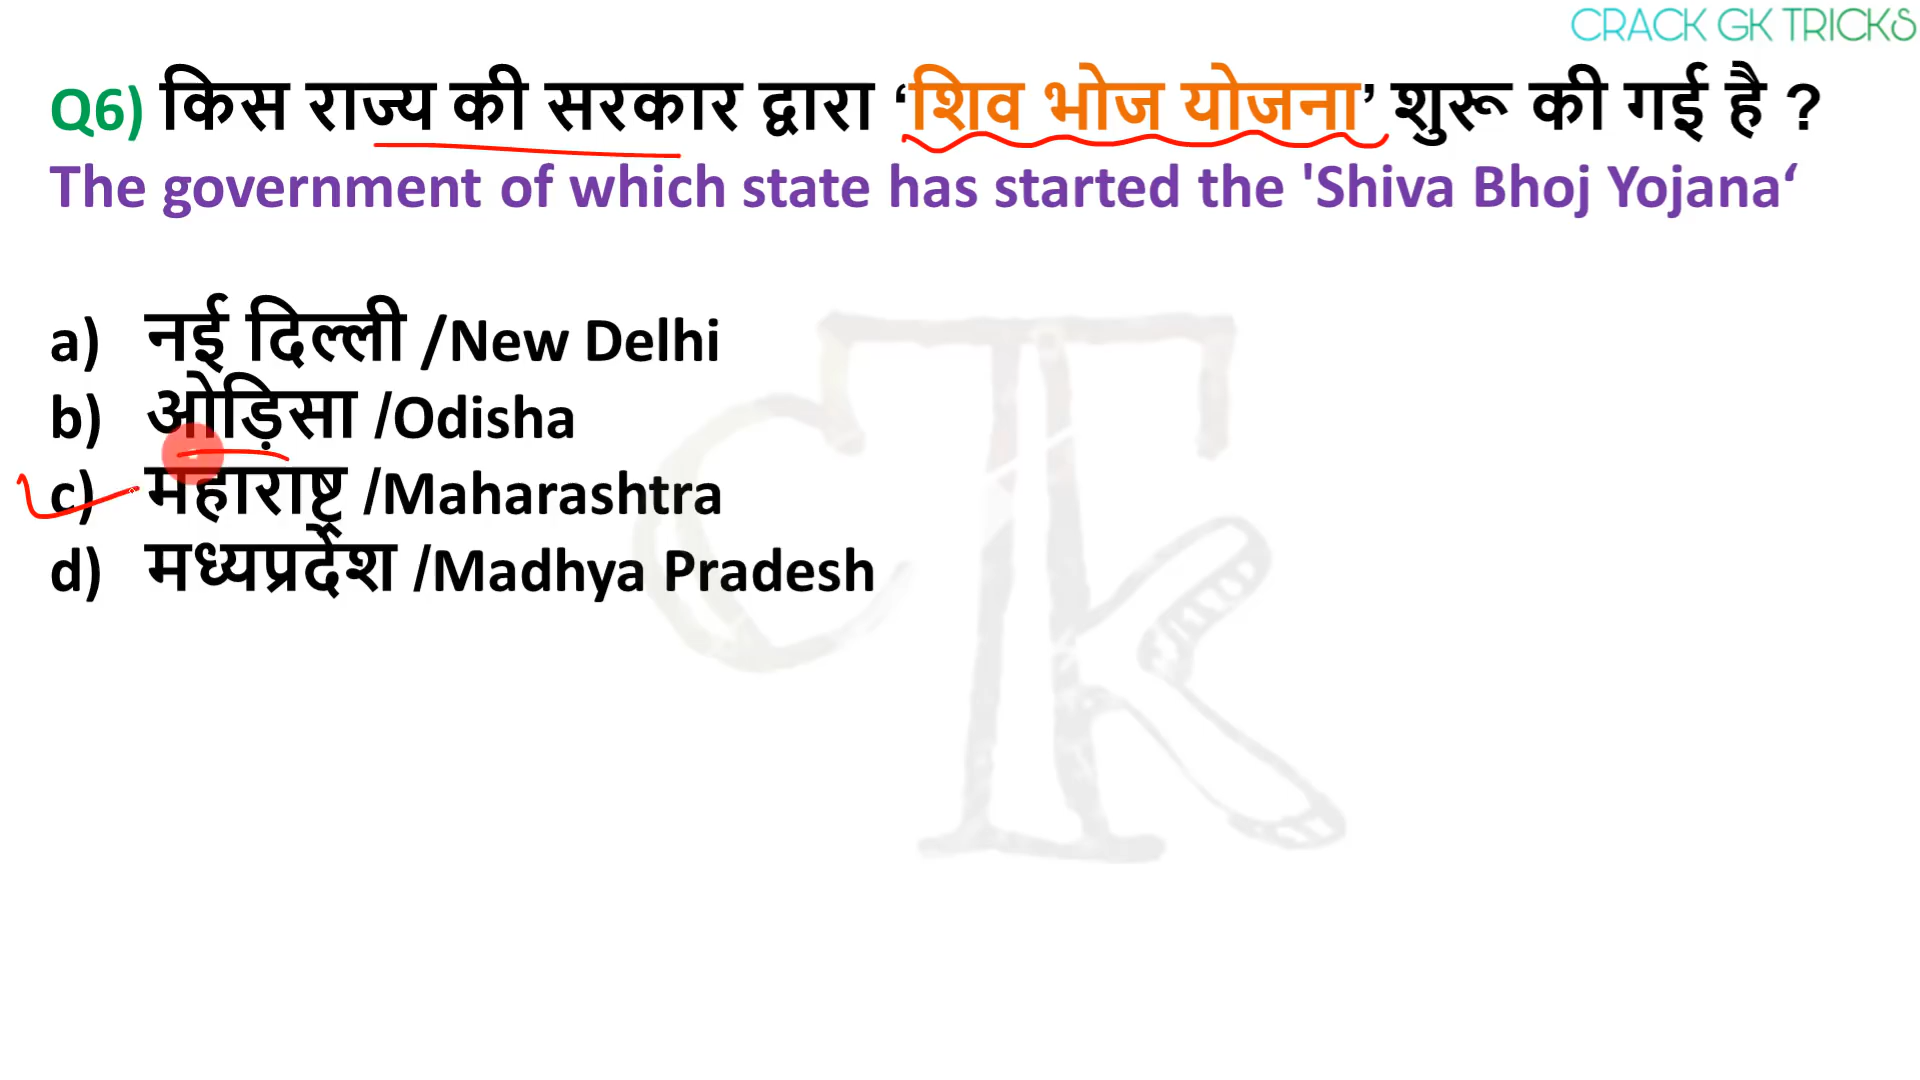 CRACK GK TRICKS
Q6) किस राज्य की सरकार द्वारा ‘शिव भोज योजना’ शुरू की गई है ?
The government of which state has started the 'Shiva Bhoj Yojana‘
a) नई दिल्ली /New Delhi
b) ओड़िसा /Odisha
c) महाराष्ट्र /Maharashtra
d) मध्यप्रदेश /Madhya Pradesh
CTK